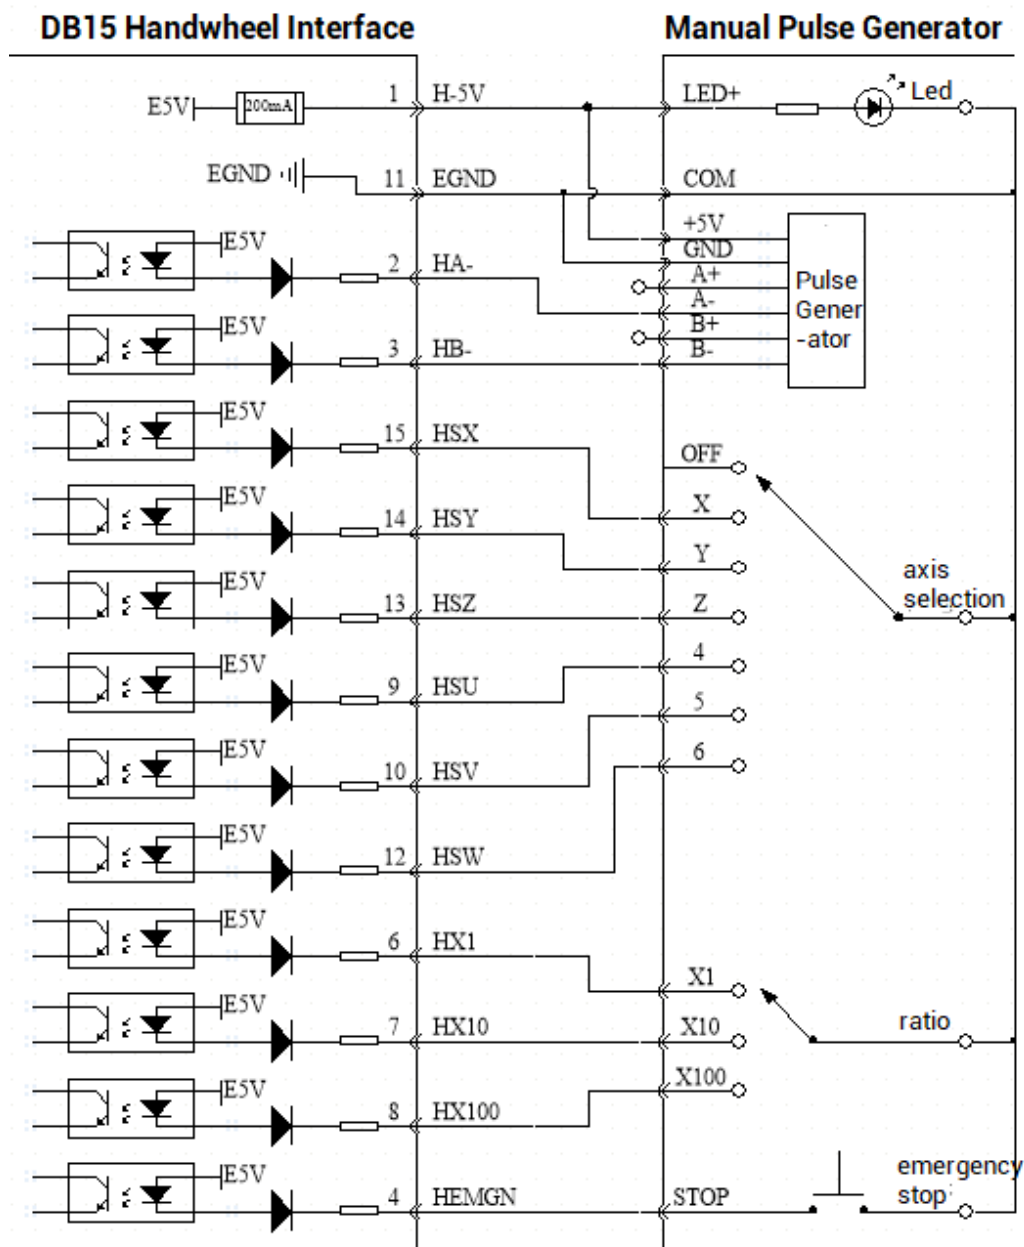 DB15 Handwheel Interface
Manual Pulse Generator
E5V 200mA 1 H-5V LED+ Led
EGND 11 EGND COM
+5V
GND
E5V
2 HA- A+
A-
Pulse
Gener
-ator
E5V
3 HB- B+
B-
E5V
15 HSX OFF
X
E5V
14 HSY Y
axis
selection
E5V
13 HSZ Z
E5V
9 HSU 4
5
E5V
10 HSV 6
E5V
12 HSW
E5V
6 HX1 X1
E5V
7 HX10 X10 ratio
E5V
8 HX100 X100
E5V
4 HEMGN STOP
emergency
stop